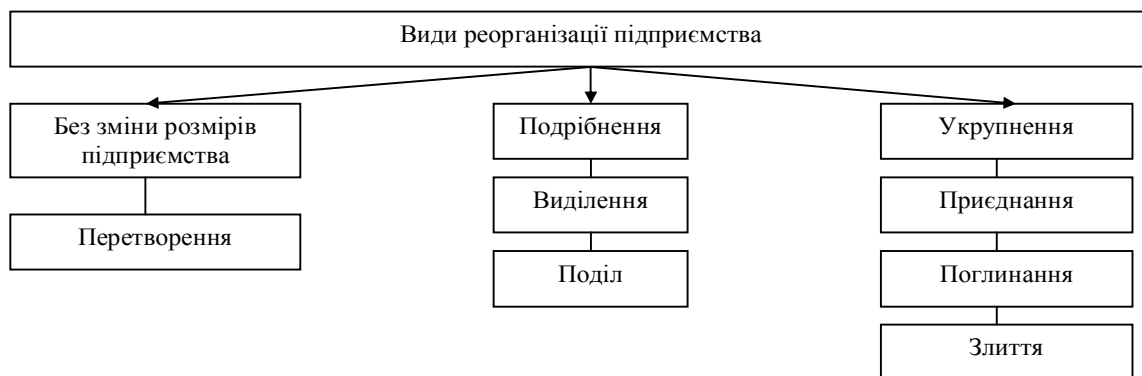 Види реорганізації підприємства
Без зміни розмірів
підприємства
Подрібнення
Укрупнення
Перетворення
Виділення
Приєднання
Поділ
Поглинання
Злиття